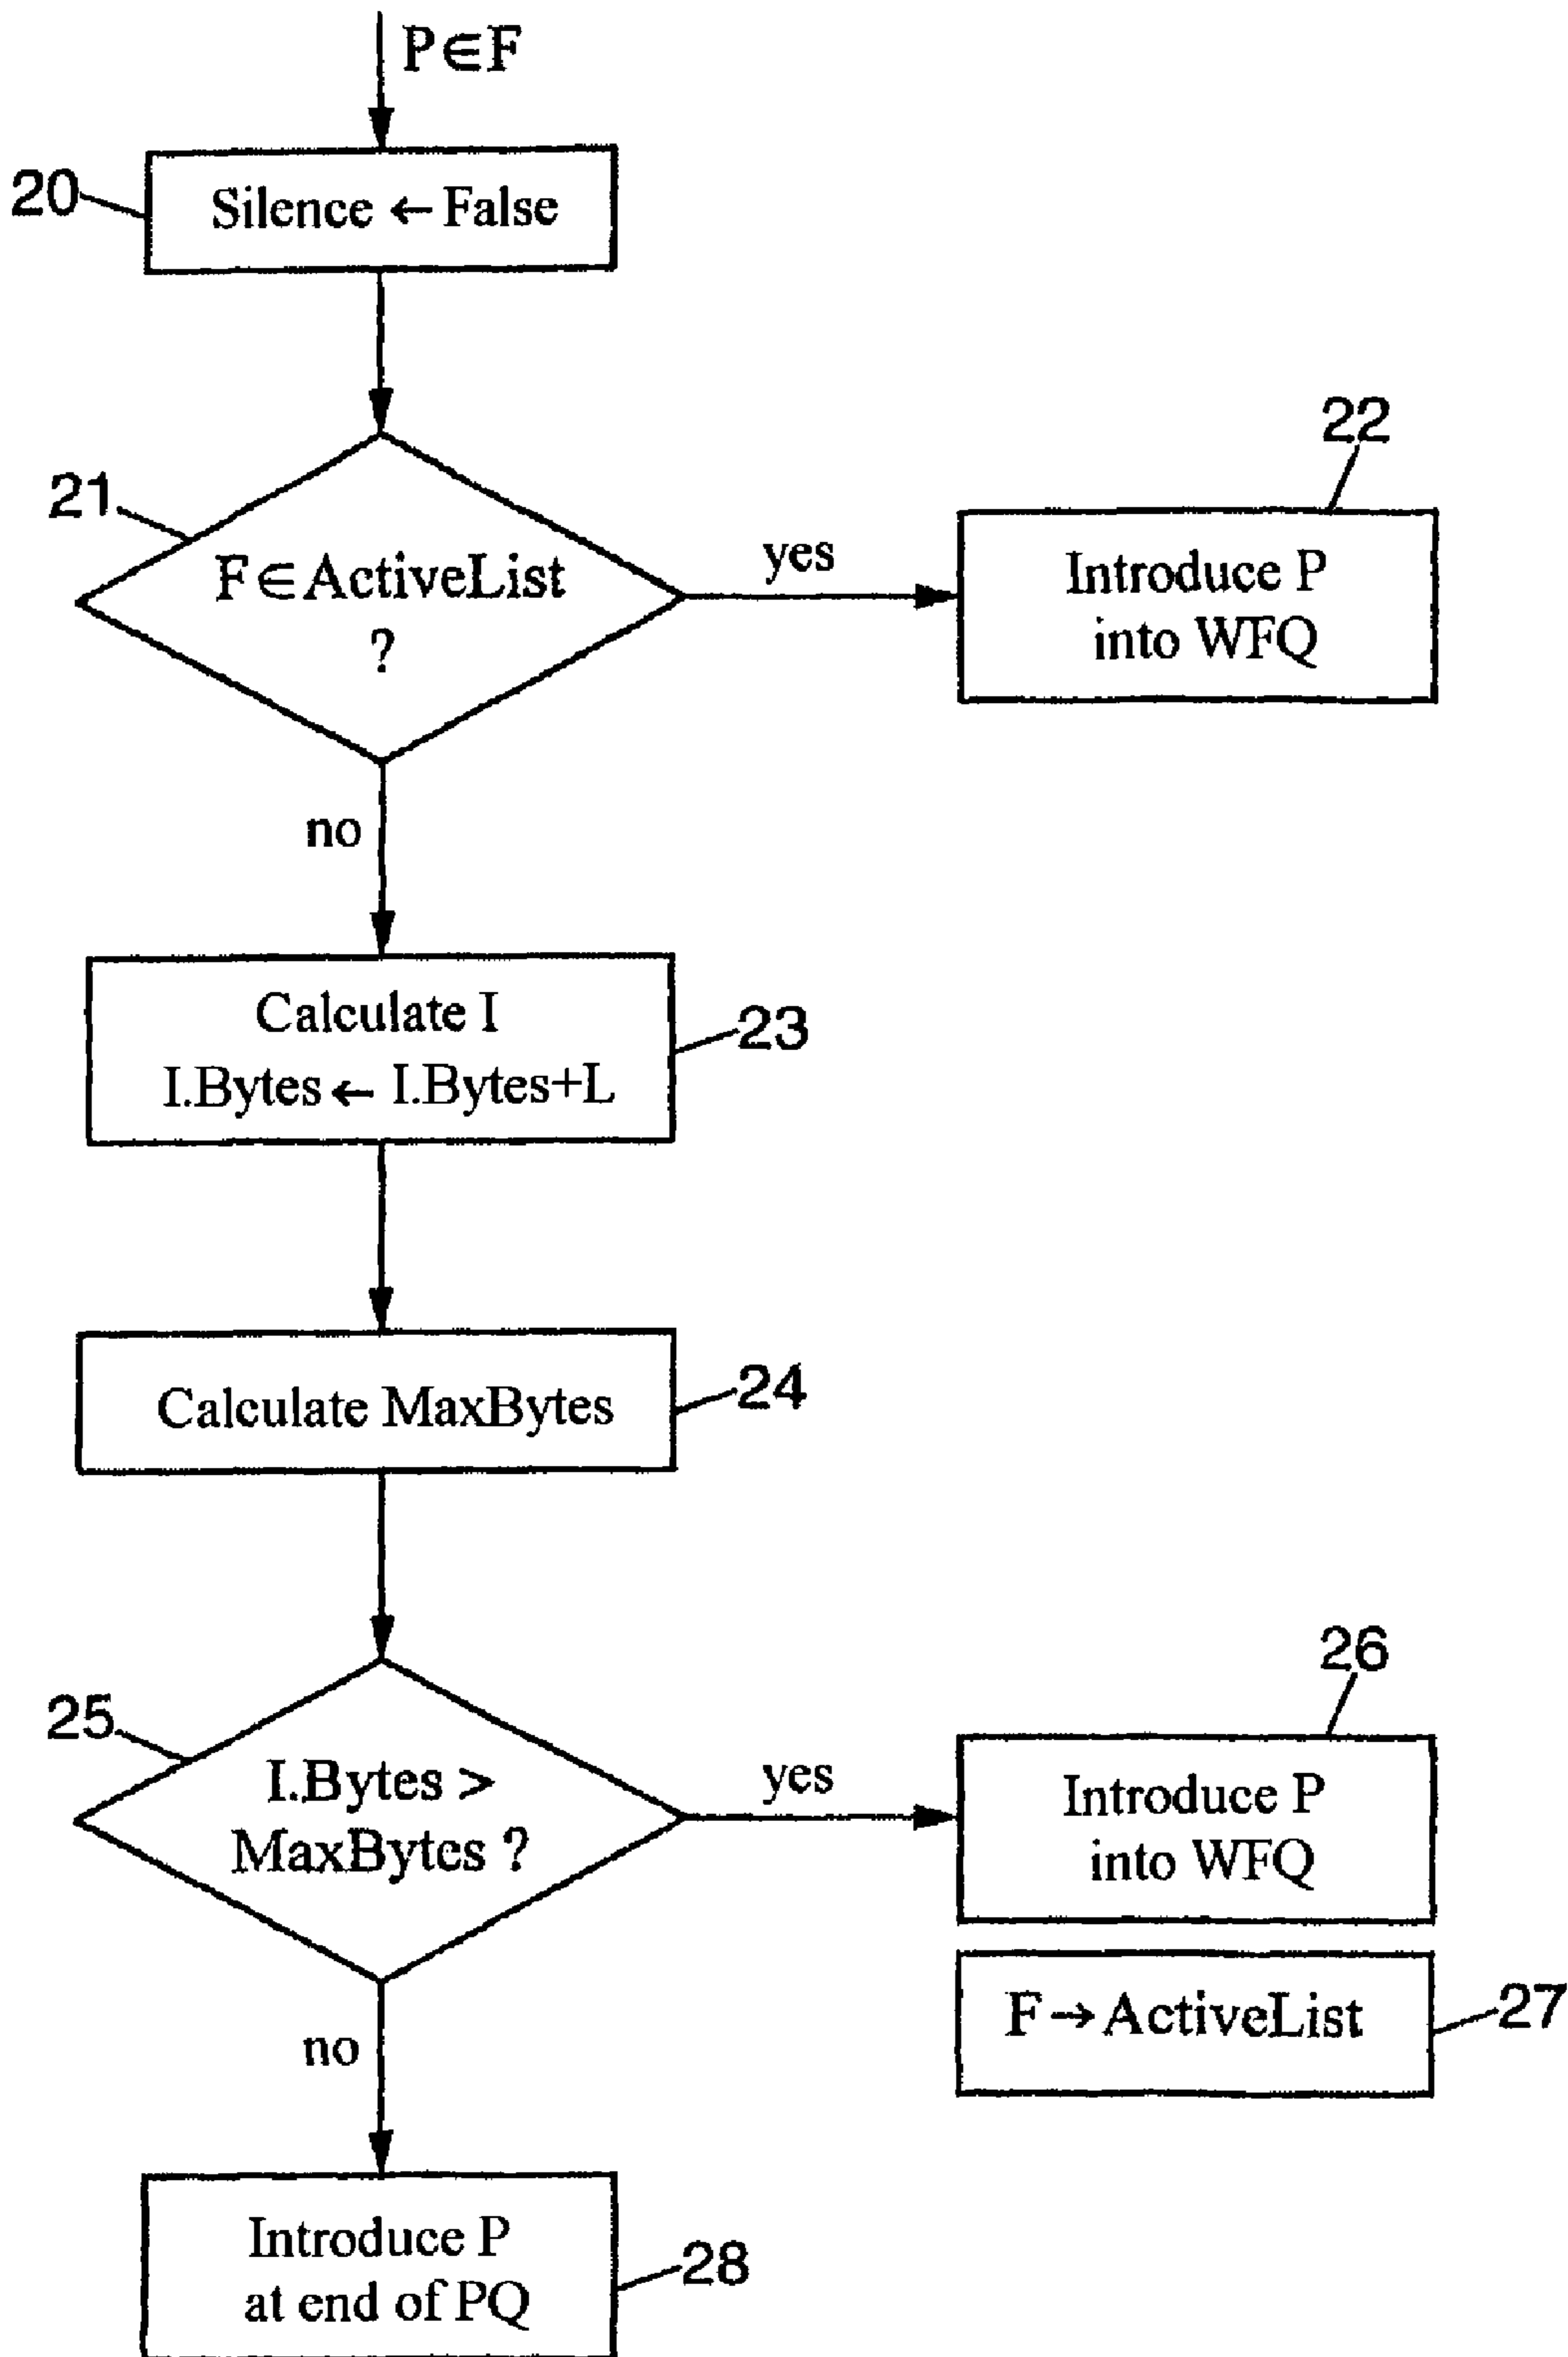 P∈F
20
Silence ← False
21
F∈ActiveList
?
yes
22
Introduce P
into WFQ
no
Calculate I
I.Bytes ← I.Bytes+L
23
Calculate MaxBytes
24
25
I.Bytes >
MaxBytes ?
yes
26
Introduce P
into WFQ
F→ActiveList
27
no
Introduce P
at end of PQ
28